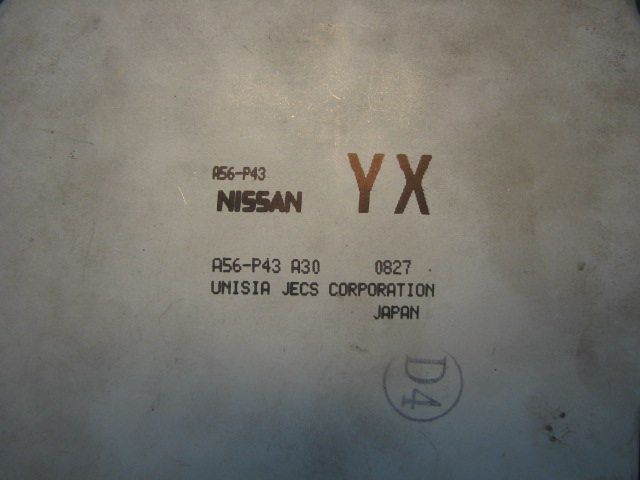 A56-P43
NISSAN YX
A56-P43 A30 0827
UNISIA JECS CORPORATION
JAPAN
D4